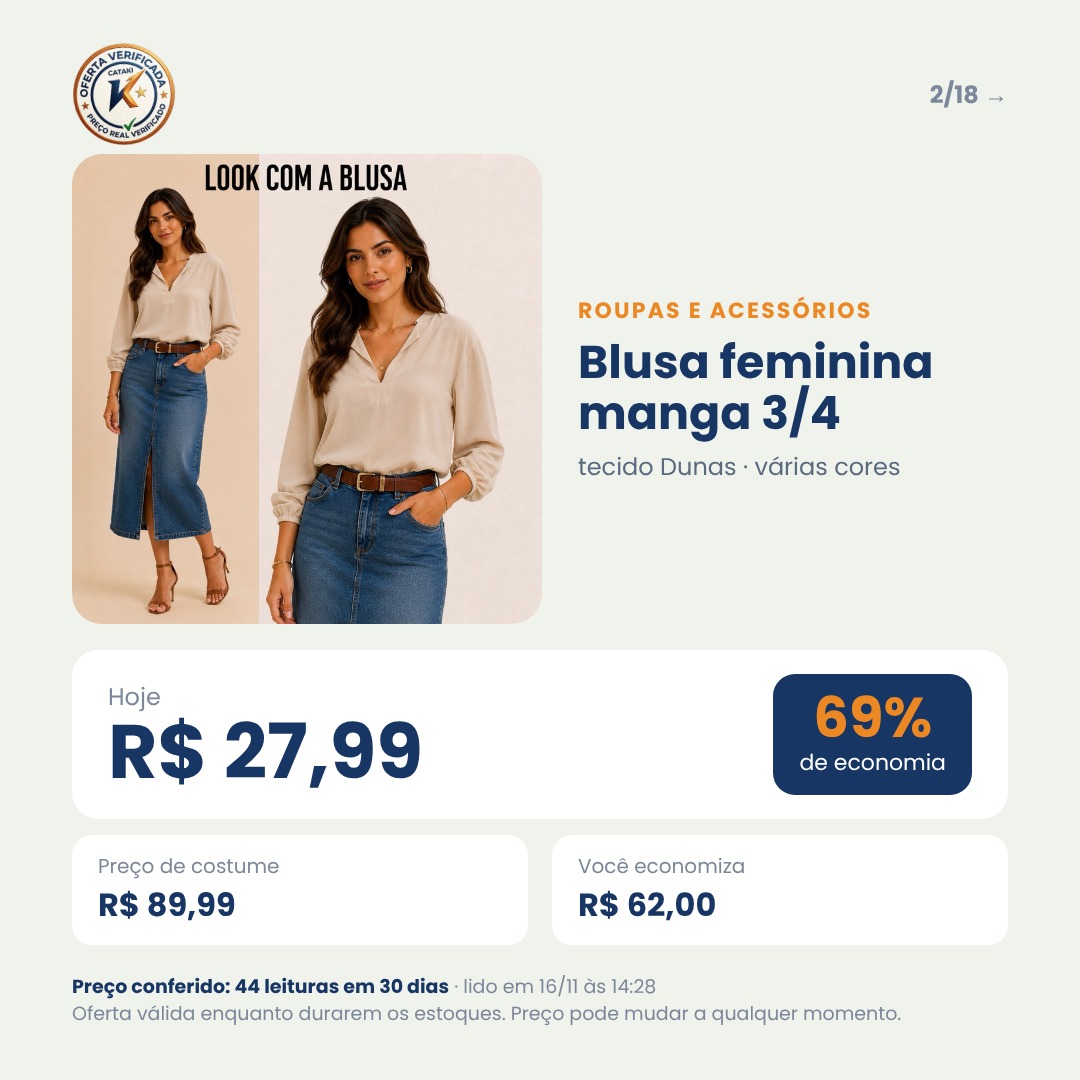 OFERTA VERIFICADA
CATAKI
K
PREÇO REAL VERIFICADO
2/18 →
LOOK COM A BLUSA
ROUPAS E ACESSÓRIOS
Blusa feminina
manga 3/4
tecido Dunas · várias cores
Hoje
R$ 27,99
69%
de economia
Preço de costume
R$ 89,99
Você economiza
R$ 62,00
Preço conferido: 44 leituras em 30 dias · lido em 16/11 às 14:28
Oferta válida enquanto durarem os estoques. Preço pode mudar a qualquer momento.